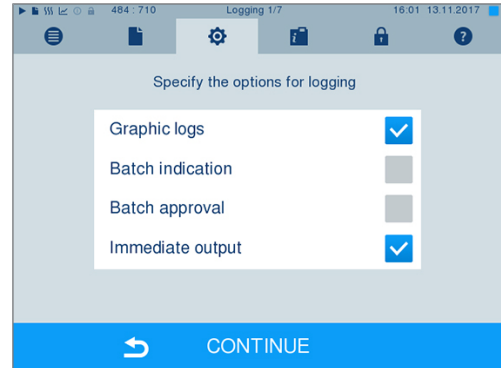 484 : 710 Logging 1/7 16:01 13.11.2017
Specify the options for logging
Graphic logs
Batch indication
Batch approval
Immediate output
CONTINUE